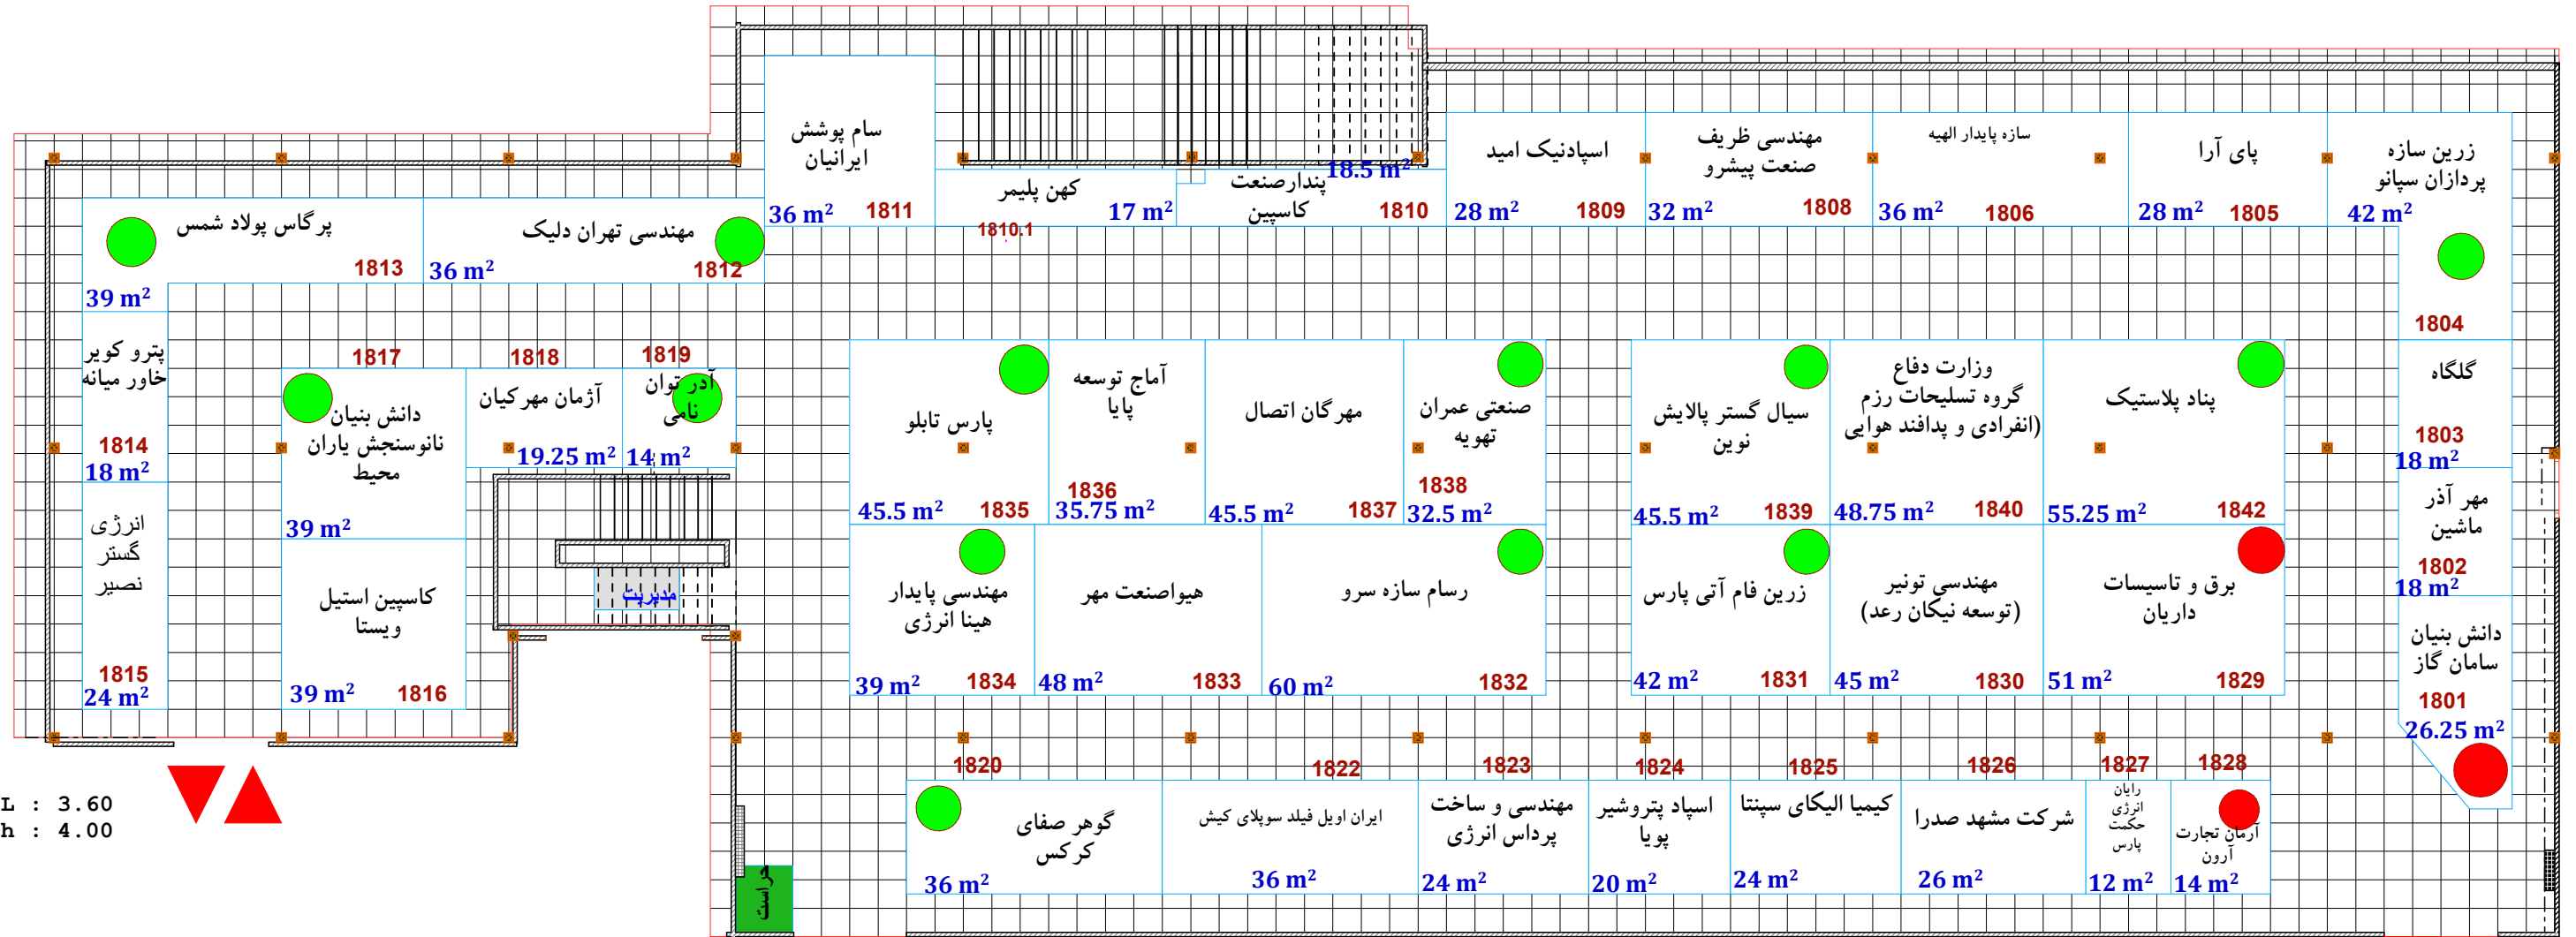 سام پوشش
ایرانیان
36 m²
1811
کهن پلیمر
17 m²
1810.1
پندارصنعت
کاسپین
18.5 m²
1810
اسپادنیک امید
28 m²
1809
مهندسی ظریف
صنعت پیشرو
32 m²
1808
سازه پایدار الهیه
36 m²
1806
پای آرا
28 m²
1805
زرین سازه
پردازان سپانو
42 m²
1804
پرگاس پولاد شمس
1813
39 m²
مهندسی تهران دلیک
36 m²
1812
پترو کویر
خاور میانه
1814
18 m²
انرژی
گستر
نصیر
1815
24 m²
1817
دانش بنیان
نانوسنجش یاران
محیط
39 m²
1818
آژمان مهرکیان
19.25 m²
1819
آدر توان
نامی
14 m²
کاسپین استیل
ویستا
39 m²
1816
مدیریت
پارس تابلو
45.5 m²
1835
آماج توسعه
پایا
1836
35.75 m²
مهرگان اتصال
45.5 m²
1837
صنعتی عمران
تهویه
1838
32.5 m²
سیال گستر پالایش
نوین
45.5 m²
1839
وزارت دفاع
گروه تسلیحات رزم
(انفرادی و پدافند هوایی
48.75 m²
1840
پناد پلاستیک
55.25 m²
1842
گلگاه
1803
18 m²
مهر آذر
ماشین
1802
18 m²
دانش بنیان
سامان گاز
1801
26.25 m²
مهندسی پایدار
هینا انرژی
39 m²
1834
هیواصنعت مهر
48 m²
1833
رسام سازه سرو
60 m²
1832
زرین فام آتی پارس
42 m²
1831
مهندسی تونیر
(توسعه نیکان رعد)
45 m²
1830
برق و تاسیسات
داریان
51 m²
1829
1820
گوهر صفای
کرکس
36 m²
1822
ایران اویل فیلد سوپلای کیش
36 m²
1823
مهندسی و ساخت
پرداس انرژی
24 m²
1824
اسپاد پتروشیر
پویا
20 m²
1825
کیمیا الیکای سپنتا
24 m²
1826
شرکت مشهد صدرا
26 m²
1827
رایان
انرژی
حکمت
پارس
12 m²
1828
آرمان تجارت
آرون
14 m²
حراست
L : 3.60
h : 4.00